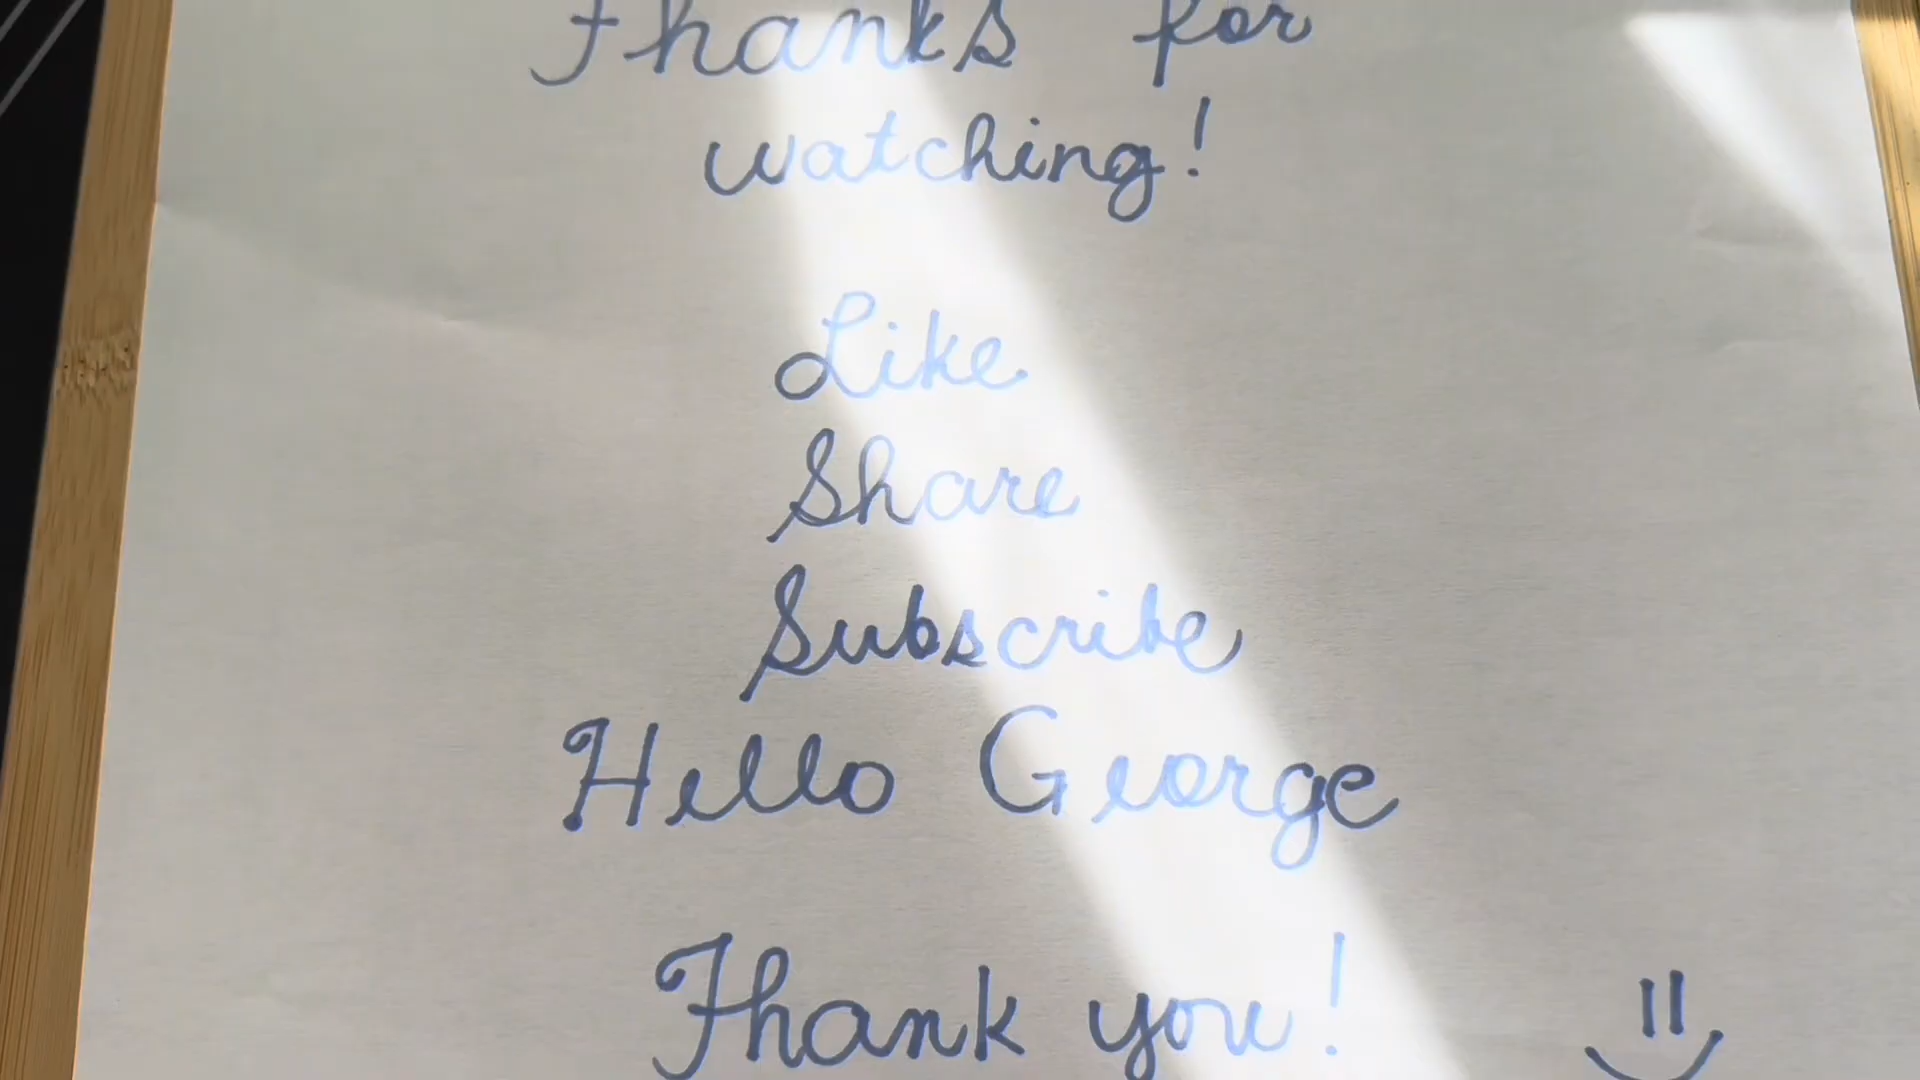 Thanks for
watching!
Like
Share
Subscribe
Hello George
Thank you!